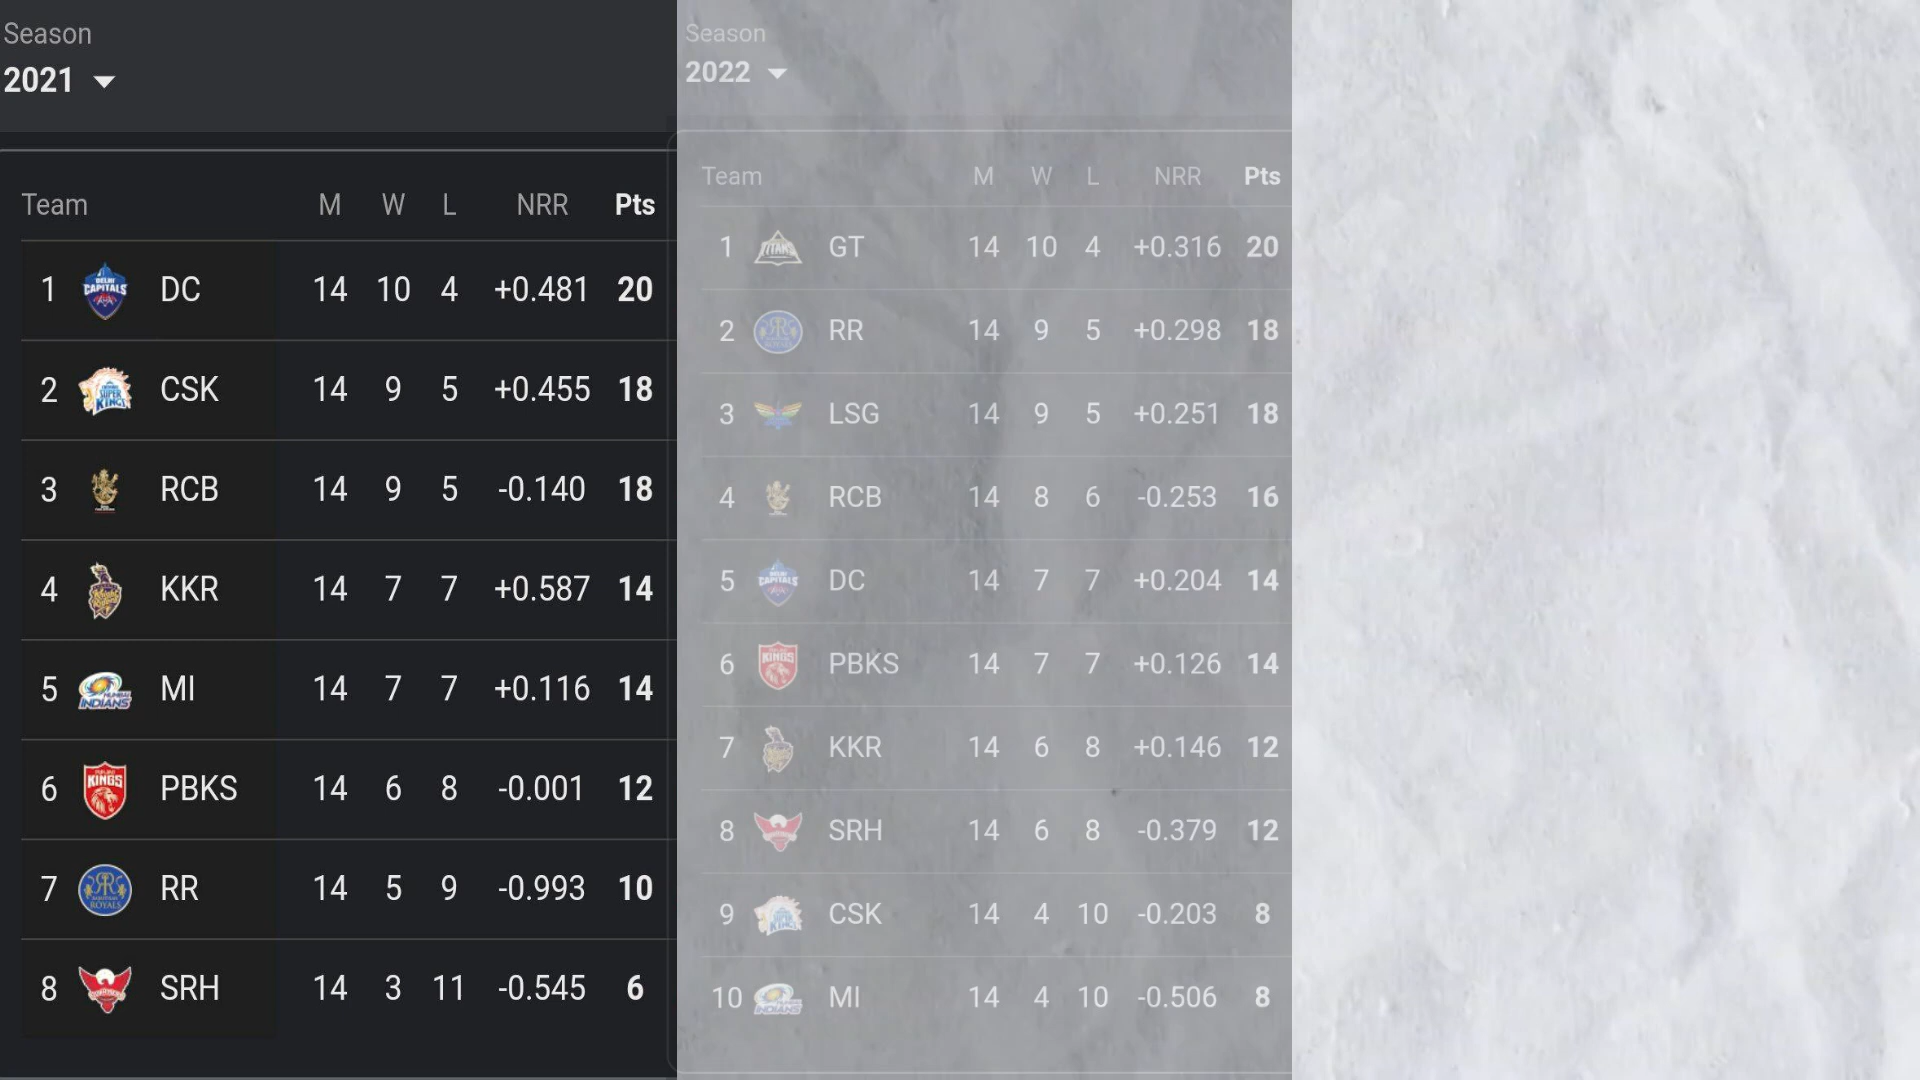 Season
2021
Team M W L NRR Pts
1 DC 14 10 4 +0.481 20
2 CSK 14 9 5 +0.455 18
3 RCB 14 9 5 -0.140 18
4 KKR 14 7 7 +0.587 14
5 MI 14 7 7 +0.116 14
6 PBKS 14 6 8 -0.001 12
7 RR 14 5 9 -0.993 10
8 SRH 14 3 11 -0.545 6
Season
2022
Team M W L NRR Pts
1 GT 14 10 4 +0.316 20
2 RR 14 9 5 +0.298 18
3 LSG 14 9 5 +0.251 18
4 RCB 14 8 6 -0.253 16
5 DC 14 7 7 +0.204 14
6 PBKS 14 7 7 +0.126 14
7 KKR 14 6 8 +0.146 12
8 SRH 14 6 8 -0.379 12
9 CSK 14 4 10 -0.203 8
10 MI 14 4 10 -0.506 8